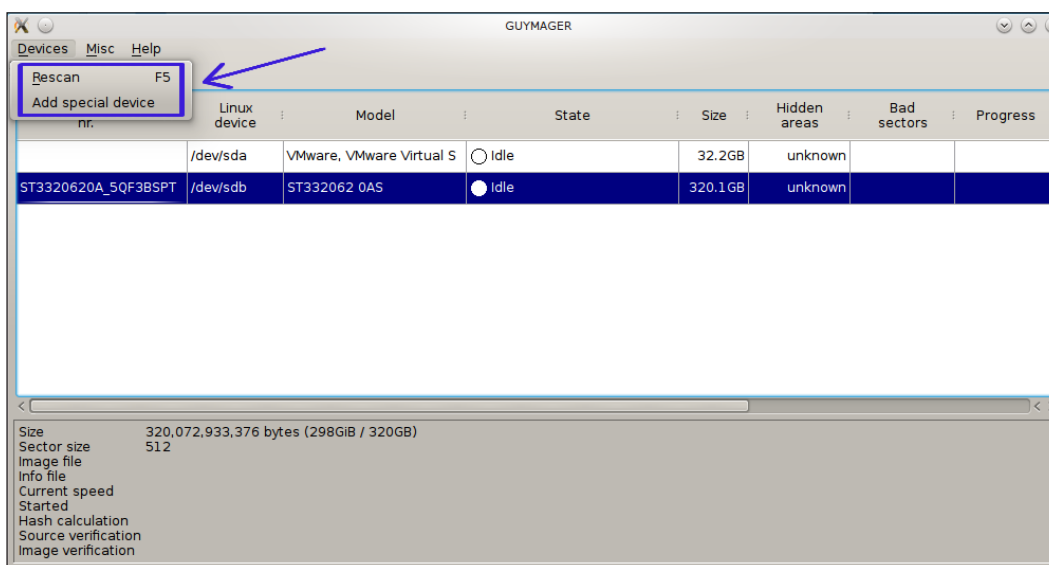 GUYMAGER
Devices Misc Help
Rescan F5
Add special device
nr. Linux device Model State Size Hidden areas Bad sectors Progress
/dev/sda VMware, VMware Virtual S Idle 32.2GB unknown
ST3320620A_5QF3BSPT /dev/sdb ST332062 0AS Idle 320.1GB unknown
Size 320,072,933,376 bytes (298GiB / 320GB)
Sector size 512
Image file
Info file
Current speed
Started
Hash calculation
Source verification
Image verification